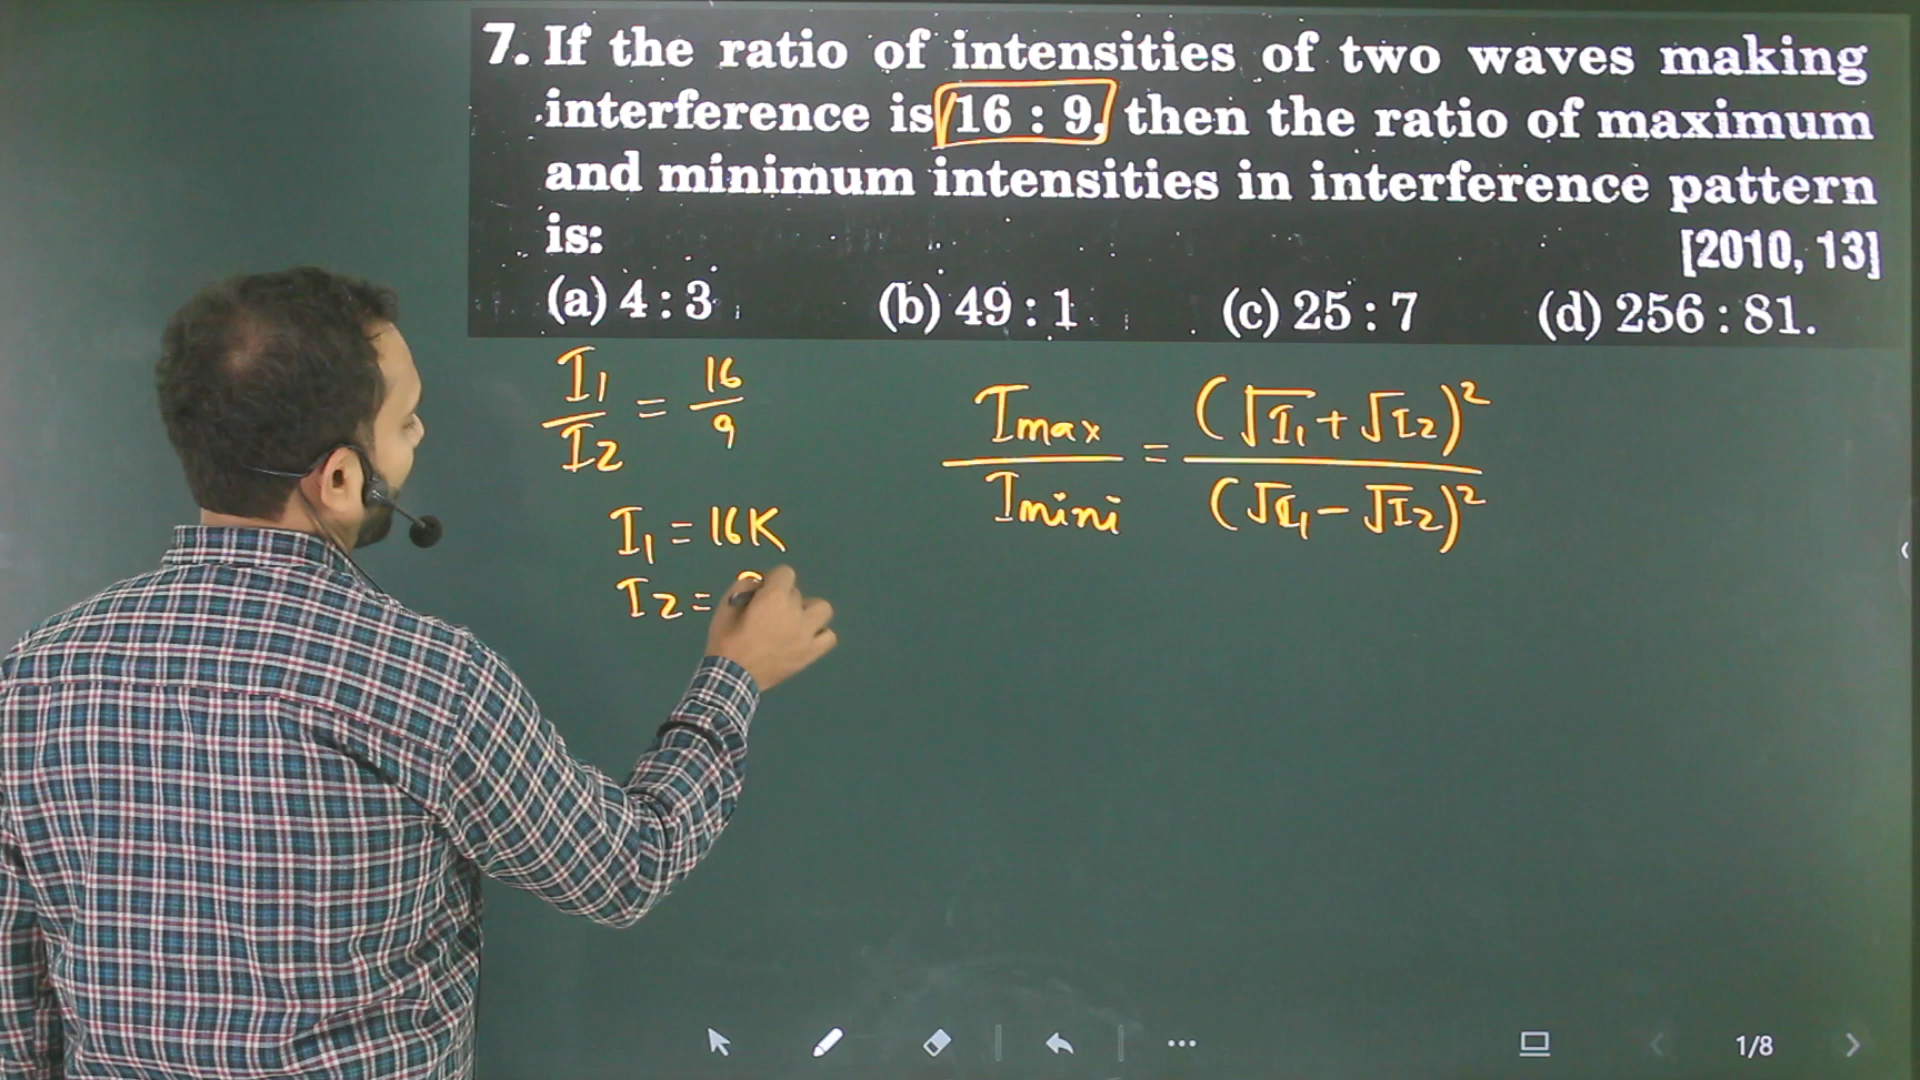 7. If the ratio of intensities of two waves making
interference is 16 : 9, then the ratio of maximum
and minimum intensities in interference pattern
is:
[2010, 13]
(a) 4 : 3 (b) 49 : 1 (c) 25 : 7 (d) 256 : 81.
I1/I2 = 16/9
I1 = 16K
I2 =
Imax/Imini = (√I1 + √I2)²/(√I1 - √I2)²
1/8